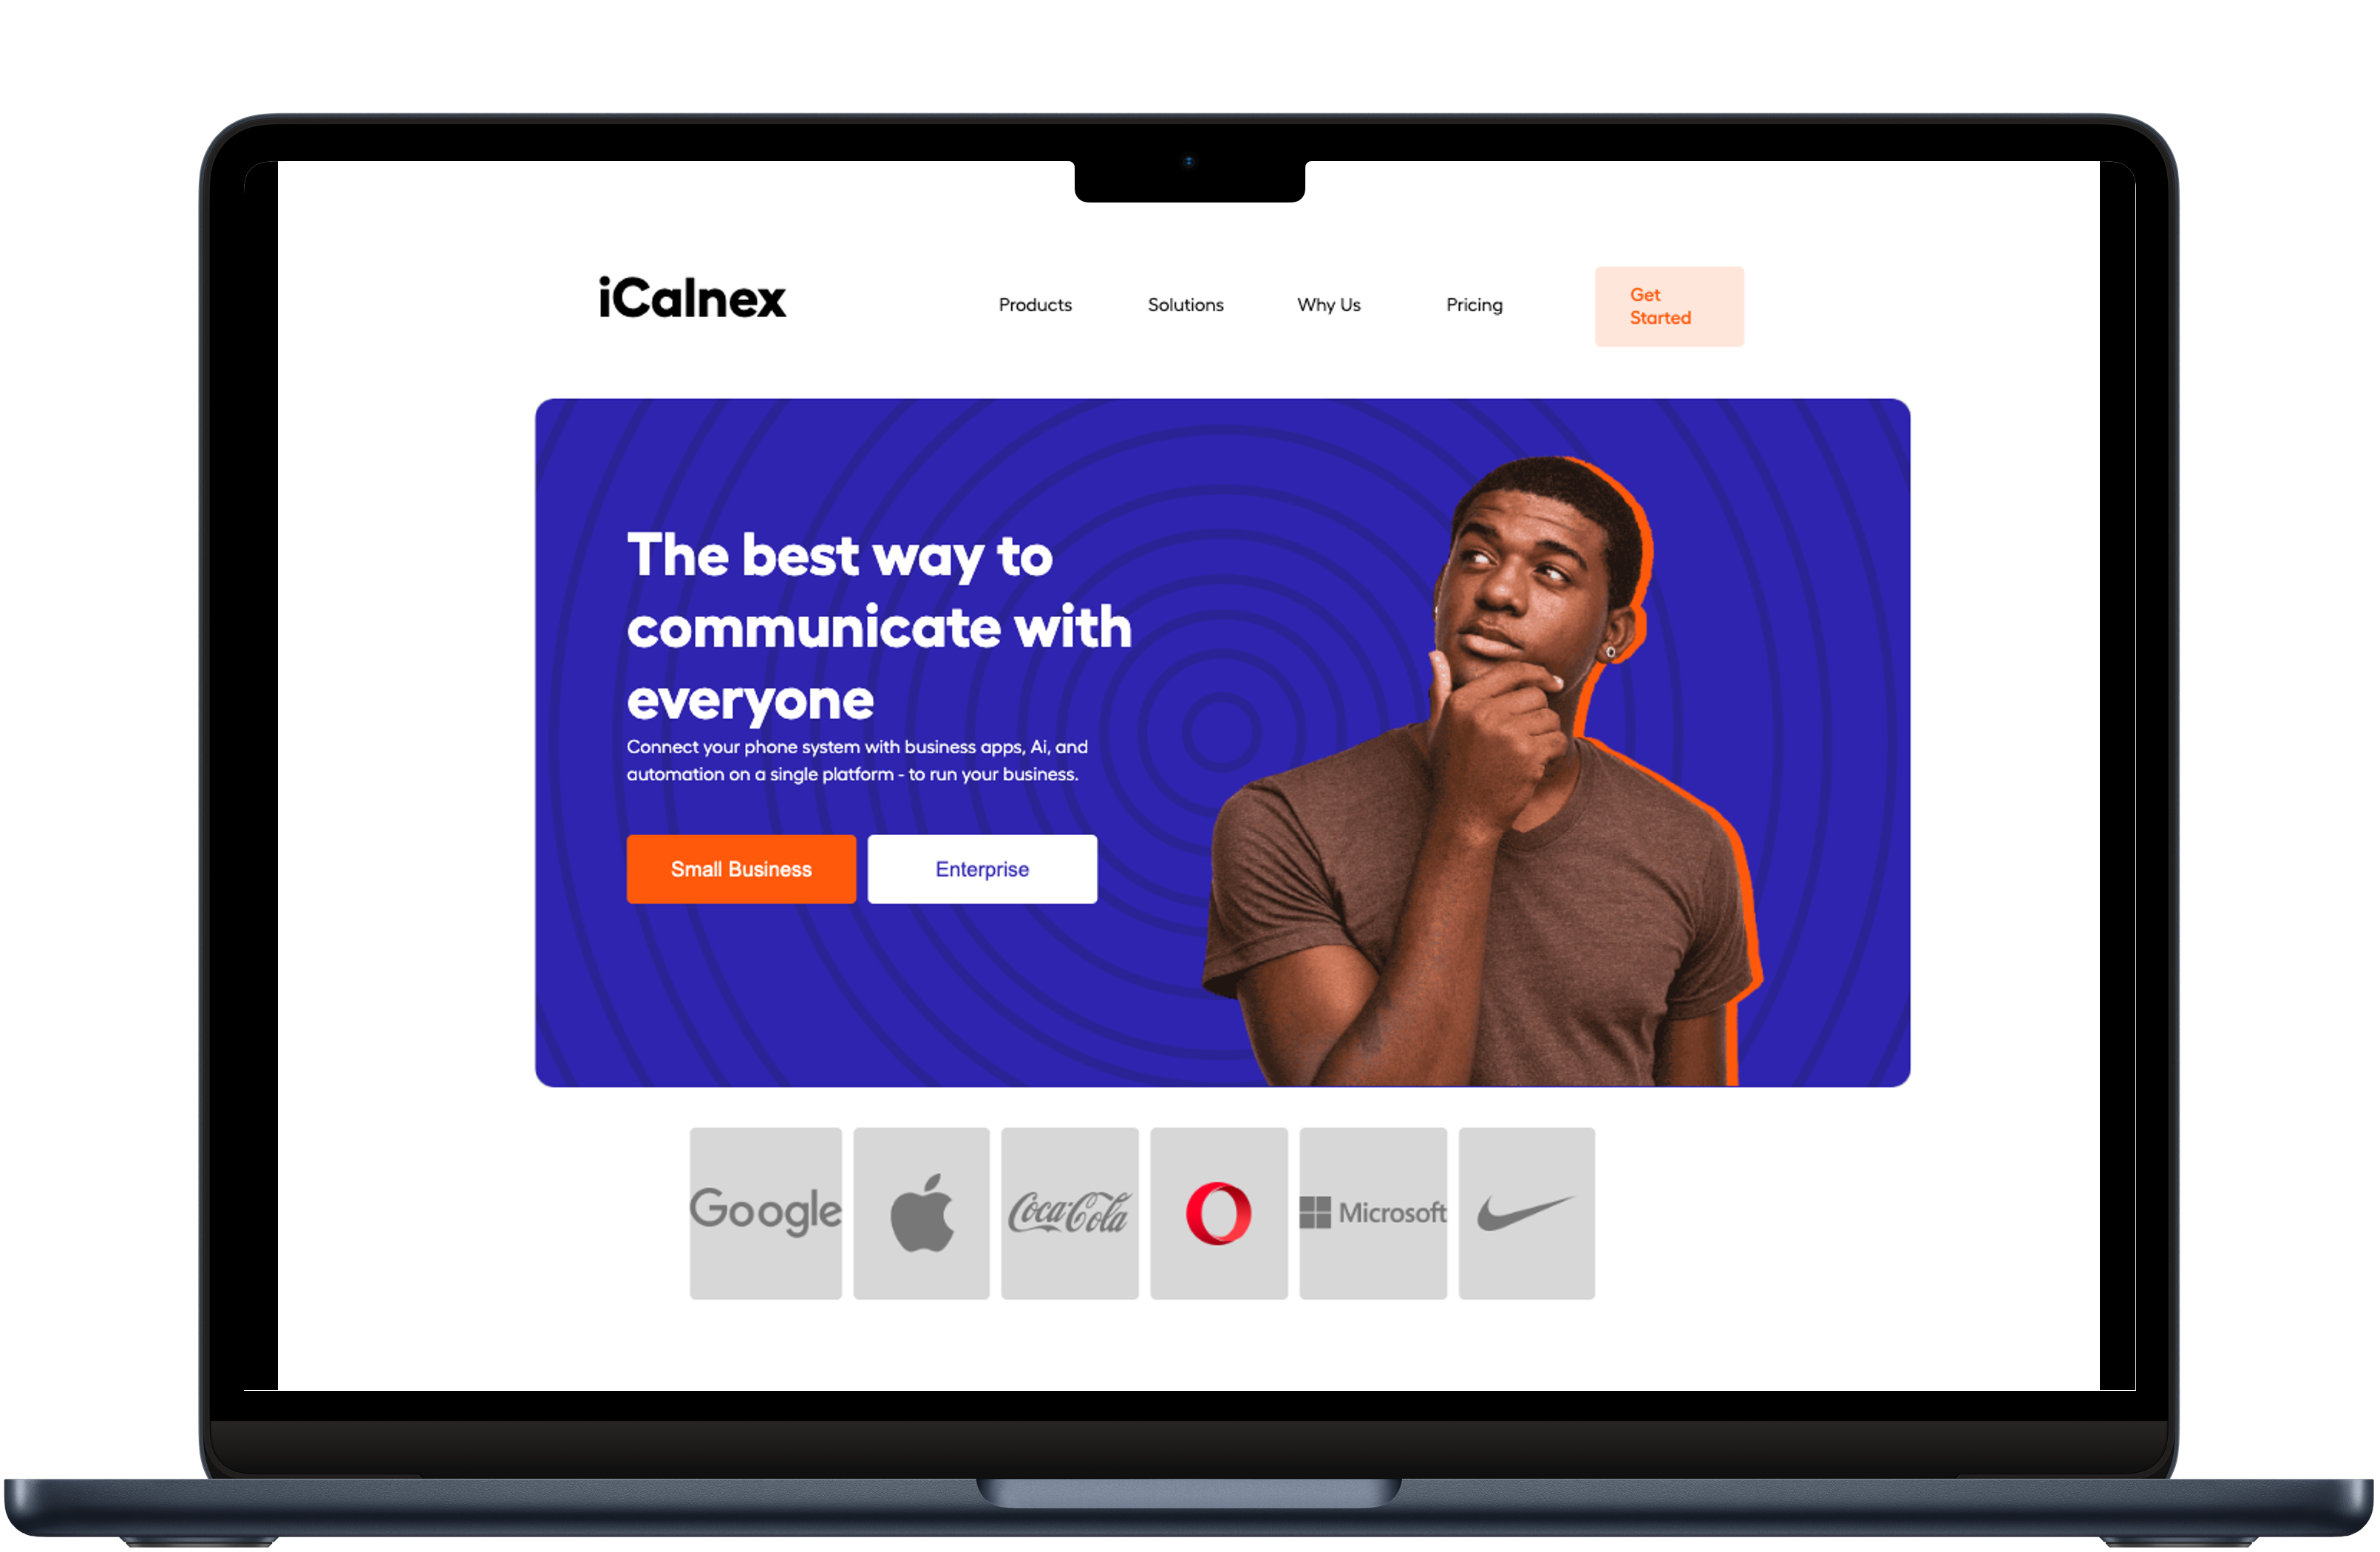 iCalnex
Products
Solutions
Why Us
Pricing
Get
Started
The best way to
communicate with
everyone
Connect your phone system with business apps, Ai, and
automation on a single platform - to run your business.
Small Business
Enterprise
Google
Coca-Cola
Microsoft